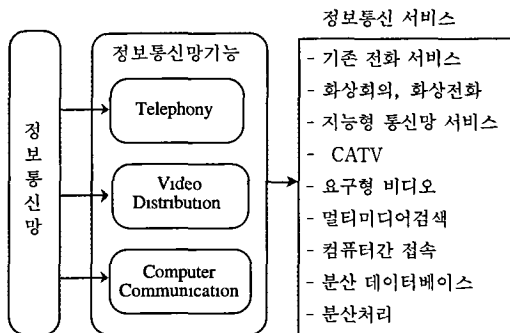 정보통신 서비스
정보통신망기능
정보통신망
Telephony
Video
Distribution
Computer
Communication
- 기존 전화 서비스
- 화상회의, 화상전화
- 지능형 통신망 서비스
- CATV
- 요구형 비디오
- 멀티미디어검색
- 컴퓨터간 접속
- 분산 데이터베이스
- 분산처리